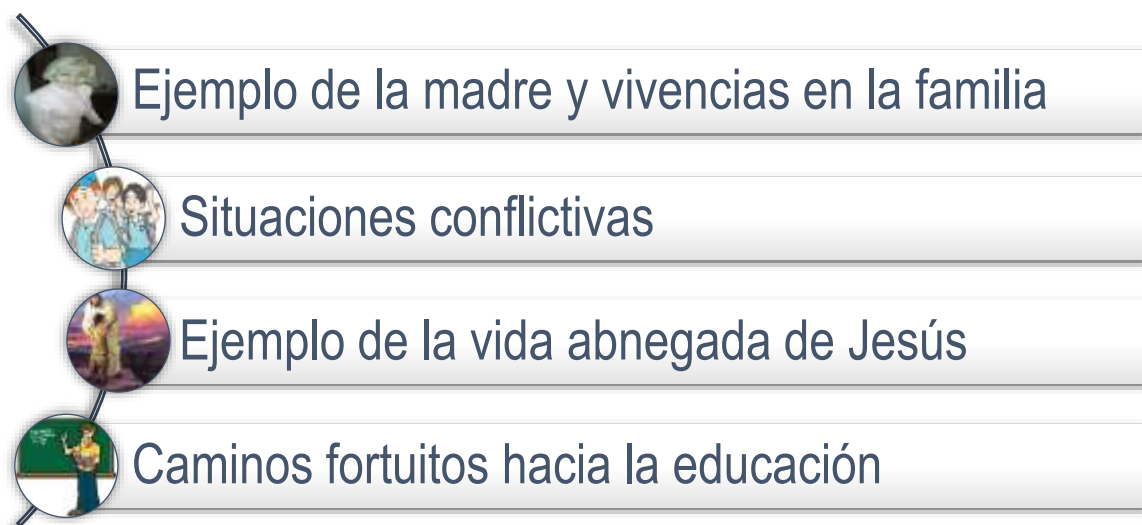 Ejemplo de la madre y vivencias en la familia
Situaciones conflictivas
Ejemplo de la vida abnegada de Jesús
Caminos fortuitos hacia la educación